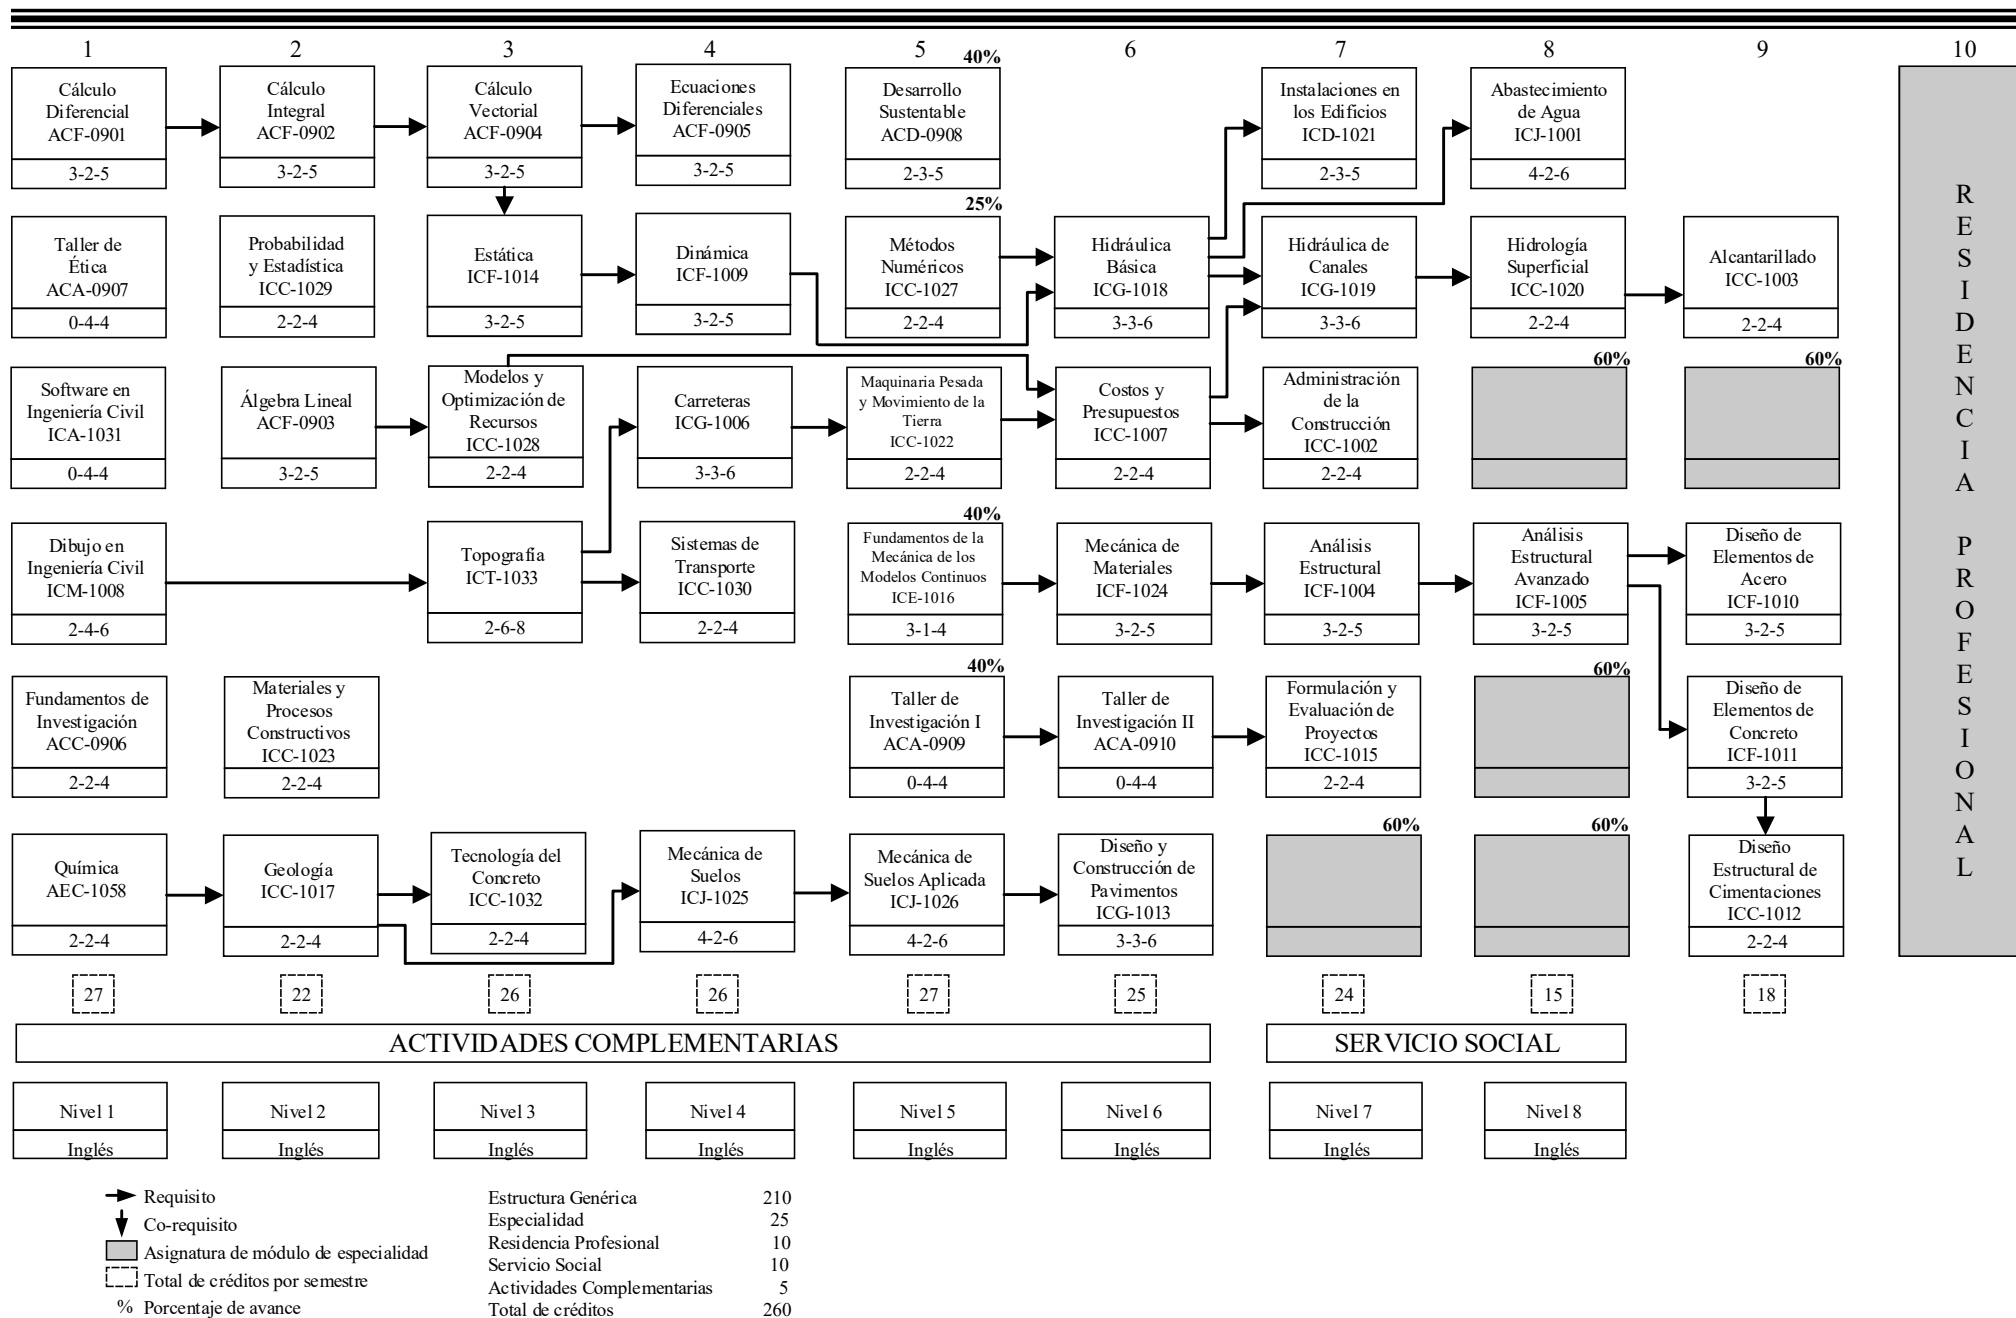 1
2
3
4
5
6
7
8
9
10
Cálculo
Diferencial
ACF-0901
3-2-5
Cálculo
Integral
ACF-0902
3-2-5
Cálculo
Vectorial
ACF-0904
3-2-5
Ecuaciones
Diferenciales
ACF-0905
3-2-5
40%
Desarrollo
Sustentable
ACD-0908
2-3-5
Instalaciones en
los Edificios
ICD-1021
2-3-5
Abastecimiento
de Agua
ICJ-1001
4-2-6
Taller de
Ética
ACA-0907
0-4-4
Probabilidad
y Estadística
ICC-1029
2-2-4
Estática
ICF-1014
3-2-5
Dinámica
ICF-1009
3-2-5
25%
Métodos
Numéricos
ICC-1027
2-2-4
Hidráulica
Básica
ICG-1018
3-3-6
Hidráulica de
Canales
ICG-1019
3-3-6
Hidrología
Superficial
ICC-1020
2-2-4
Alcantarillado
ICC-1003
2-2-4
Software en
Ingeniería Civil
ICA-1031
0-4-4
Álgebra Lineal
ACF-0903
3-2-5
Modelos y
Optimización de
Recursos
ICC-1028
2-2-4
Carreteras
ICG-1006
3-3-6
Maquinaria Pesada
y Movimiento de la
Tierra
ICC-1022
2-2-4
Costos y
Presupuestos
ICC-1007
2-2-4
Administración
de la
Construcción
ICC-1002
2-2-4
60%
60%
Dibujo en
Ingeniería Civil
ICM-1008
2-4-6
Topografía
ICT-1033
2-6-8
Sistemas de
Transporte
ICC-1030
2-2-4
40%
Fundamentos de la
Mecánica de los
Modelos Continuos
ICE-1016
3-1-4
Mecánica de
Materiales
ICF-1024
3-2-5
Análisis
Estructural
ICF-1004
3-2-5
Análisis
Estructural
Avanzado
ICF-1005
3-2-5
Diseño de
Elementos de
Acero
ICF-1010
3-2-5
Fundamentos de
Investigación
ACC-0906
2-2-4
Materiales y
Procesos
Constructivos
ICC-1023
2-2-4
40%
Taller de
Investigación I
ACA-0909
0-4-4
Taller de
Investigación II
ACA-0910
0-4-4
Formulación y
Evaluación de
Proyectos
ICC-1015
2-2-4
60%
Diseño de
Elementos de
Concreto
ICF-1011
3-2-5
Química
AEC-1058
2-2-4
Geología
ICC-1017
2-2-4
Tecnología del
Concreto
ICC-1032
2-2-4
Mecánica de
Suelos
ICJ-1025
4-2-6
Mecánica de
Suelos Aplicada
ICJ-1026
4-2-6
Diseño y
Construcción de
Pavimentos
ICG-1013
3-3-6
60%
60%
Diseño
Estructural de
Cimentaciones
ICC-1012
2-2-4
RESIDENCIA PROFESIONAL
27
22
26
26
27
25
24
15
18
ACTIVIDADES COMPLEMENTARIAS
SERVICIO SOCIAL
Nivel 1
Inglés
Nivel 2
Inglés
Nivel 3
Inglés
Nivel 4
Inglés
Nivel 5
Inglés
Nivel 6
Inglés
Nivel 7
Inglés
Nivel 8
Inglés
Requisito
Co-requisito
Asignatura de módulo de especialidad
Total de créditos por semestre
% Porcentaje de avance
Estructura Genérica 210
Especialidad 25
Residencia Profesional 10
Servicio Social 10
Actividades Complementarias 5
Total de créditos 260